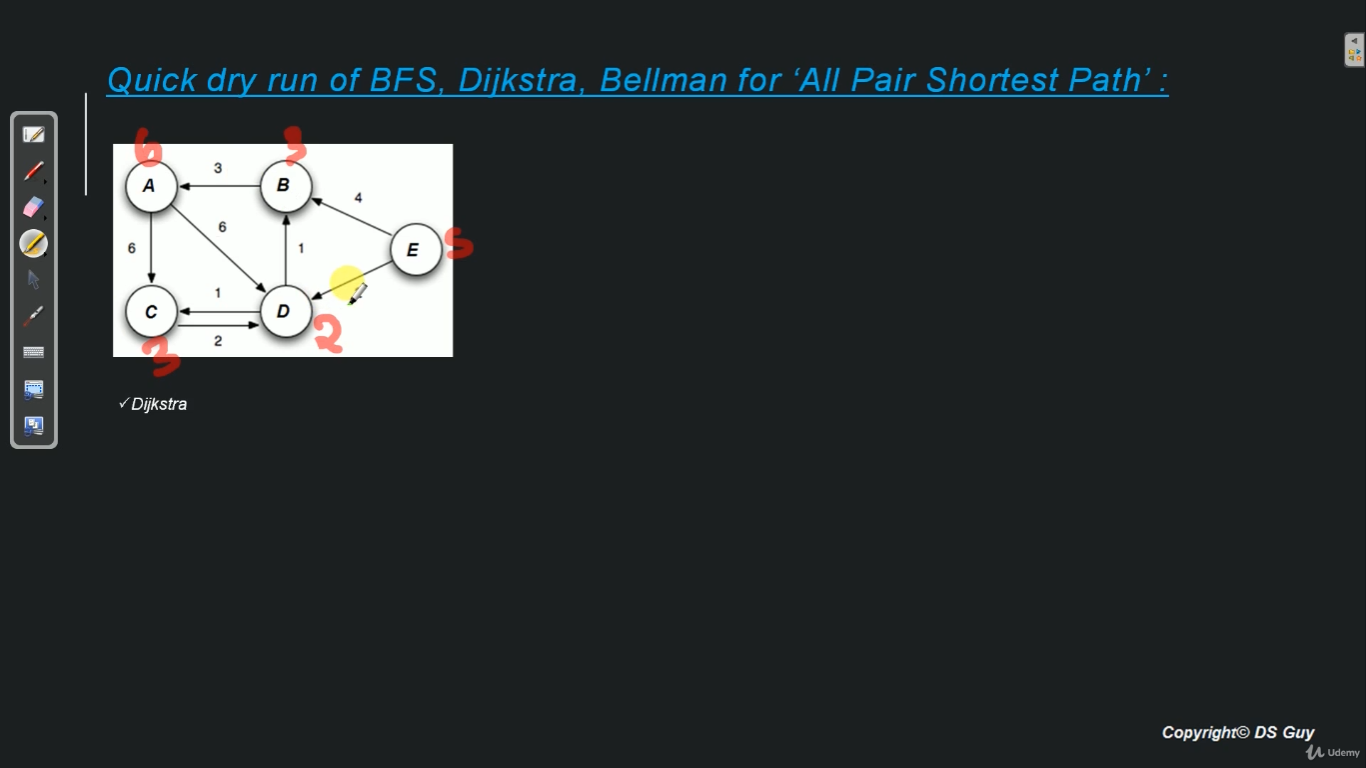 Quick dry run of BFS, Dijkstra, Bellman for ‘All Pair Shortest Path’ :
6 3
A 3 B
4
6 6 1 E S
C 1 D
2 2
3
✓Dijkstra
Copyright© DS Guy
Udemy